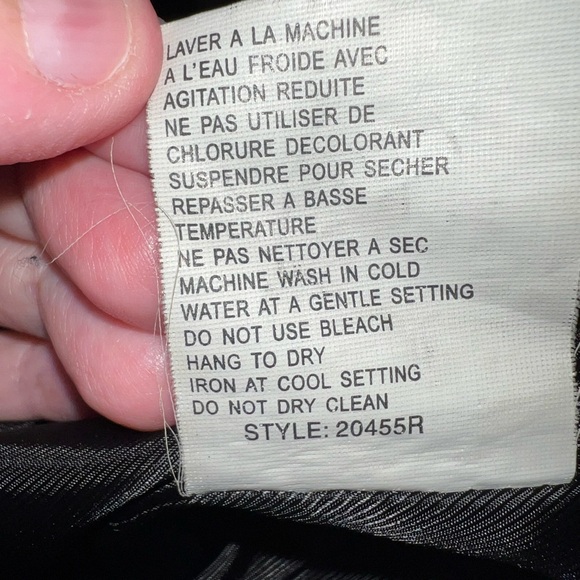 LAVER A LA MACHINE
A L'EAU FROIDE AVEC
AGITATION REDUITE
NE PAS UTILISER DE
CHLORURE DECOLORANT
SUSPENDRE POUR SECHER
REPASSER A BASSE
TEMPERATURE
NE PAS NETTOYER A SEC
MACHINE WASH IN COLD
WATER AT A GENTLE SETTING
DO NOT USE BLEACH
HANG TO DRY
IRON AT COOL SETTING
DO NOT DRY CLEAN
STYLE: 20455R